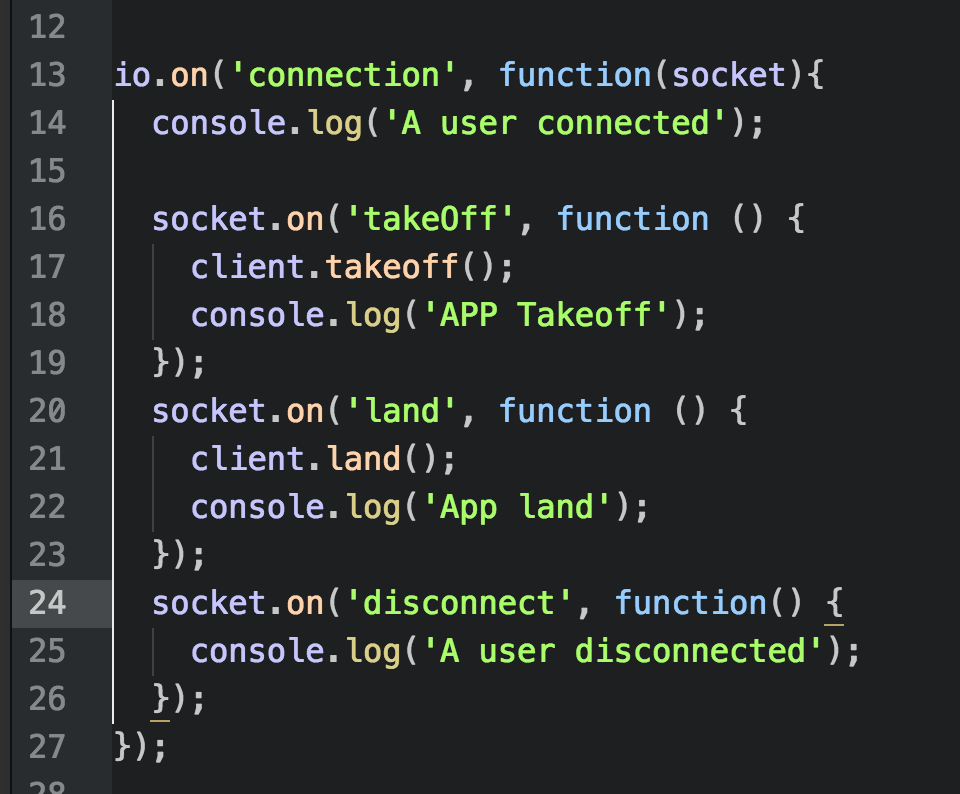 12
13 io.on('connection', function(socket){
14   console.log('A user connected');
15
16   socket.on('takeOff', function () {
17     client.takeoff();
18     console.log('APP Takeoff');
19   });
20   socket.on('land', function () {
21     client.land();
22     console.log('App land');
23   });
24   socket.on('disconnect', function() {
25     console.log('A user disconnected');
26   });
27 });
28